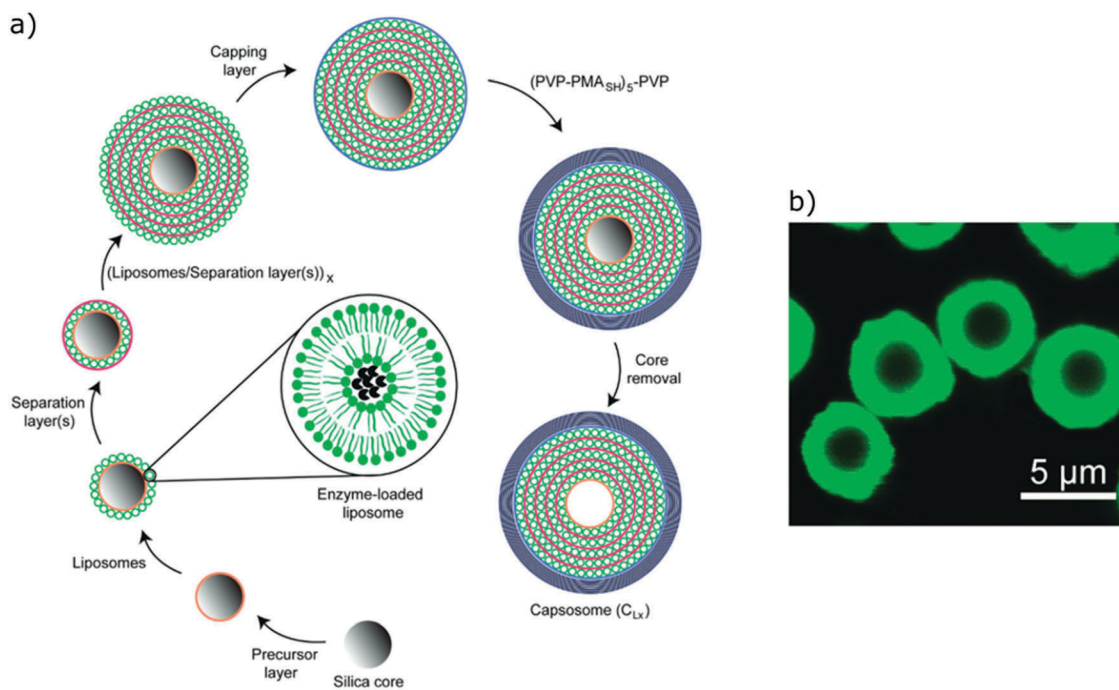 a)
Capping
layer
(PVP-PMA_SH)_5-PVP
(Liposomes/Separation layer(s))_x
Separation
layer(s)
Enzyme-loaded
liposome
Core
removal
Liposomes
Precursor
layer
Silica core
Capsosome (C_Lx)
b)
5 µm